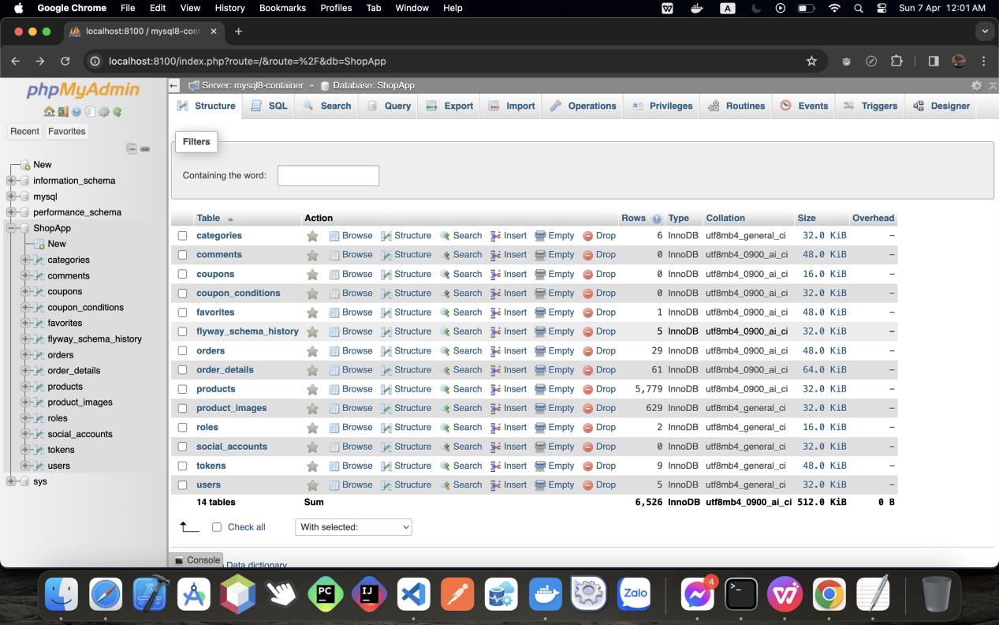 Google Chrome File Edit View History Bookmarks Profiles Tab Window Help A Sun 7 Apr 12:01 AM
localhost:8100 / mysql8-cont
localhost:8100/index.php?route=/&route=%2F&db=ShopApp
phpMyAdmin
Recent Favorites
New
information_schema
mysql
performance_schema
ShopApp
New
categories
comments
coupons
coupon_conditions
favorites
flyway_schema_history
orders
order_details
products
product_images
roles
social_accounts
tokens
users
sys
Server: mysql8-container » Database: ShopApp
Structure SQL Search Query Export Import Operations Privileges Routines Events Triggers Designer
Filters
Containing the word:
Table Action Rows Type Collation Size Overhead
categories Browse Structure Search Insert Empty Drop 6 InnoDB utf8mb4_general_ci 32.0 KiB –
comments Browse Structure Search Insert Empty Drop 0 InnoDB utf8mb4_0900_ai_ci 48.0 KiB –
coupons Browse Structure Search Insert Empty Drop 0 InnoDB utf8mb4_0900_ai_ci 16.0 KiB –
coupon_conditions Browse Structure Search Insert Empty Drop 0 InnoDB utf8mb4_0900_ai_ci 32.0 KiB –
favorites Browse Structure Search Insert Empty Drop 1 InnoDB utf8mb4_0900_ai_ci 48.0 KiB –
flyway_schema_history Browse Structure Search Insert Empty Drop 5 InnoDB utf8mb4_0900_ai_ci 32.0 KiB –
orders Browse Structure Search Insert Empty Drop 29 InnoDB utf8mb4_0900_ai_ci 48.0 KiB –
order_details Browse Structure Search Insert Empty Drop 61 InnoDB utf8mb4_0900_ai_ci 64.0 KiB –
products Browse Structure Search Insert Empty Drop 5,779 InnoDB utf8mb4_general_ci 32.0 KiB –
product_images Browse Structure Search Insert Empty Drop 629 InnoDB utf8mb4_general_ci 32.0 KiB –
roles Browse Structure Search Insert Empty Drop 2 InnoDB utf8mb4_general_ci 16.0 KiB –
social_accounts Browse Structure Search Insert Empty Drop 0 InnoDB utf8mb4_general_ci 32.0 KiB –
tokens Browse Structure Search Insert Empty Drop 9 InnoDB utf8mb4_general_ci 48.0 KiB –
users Browse Structure Search Insert Empty Drop 5 InnoDB utf8mb4_general_ci 32.0 KiB –
14 tables Sum 6,526 InnoDB utf8mb4_0900_ai_ci 512.0 KiB 0 B
Check all With selected:
Console Data dictionary
PC IJ Zalo 4 >_